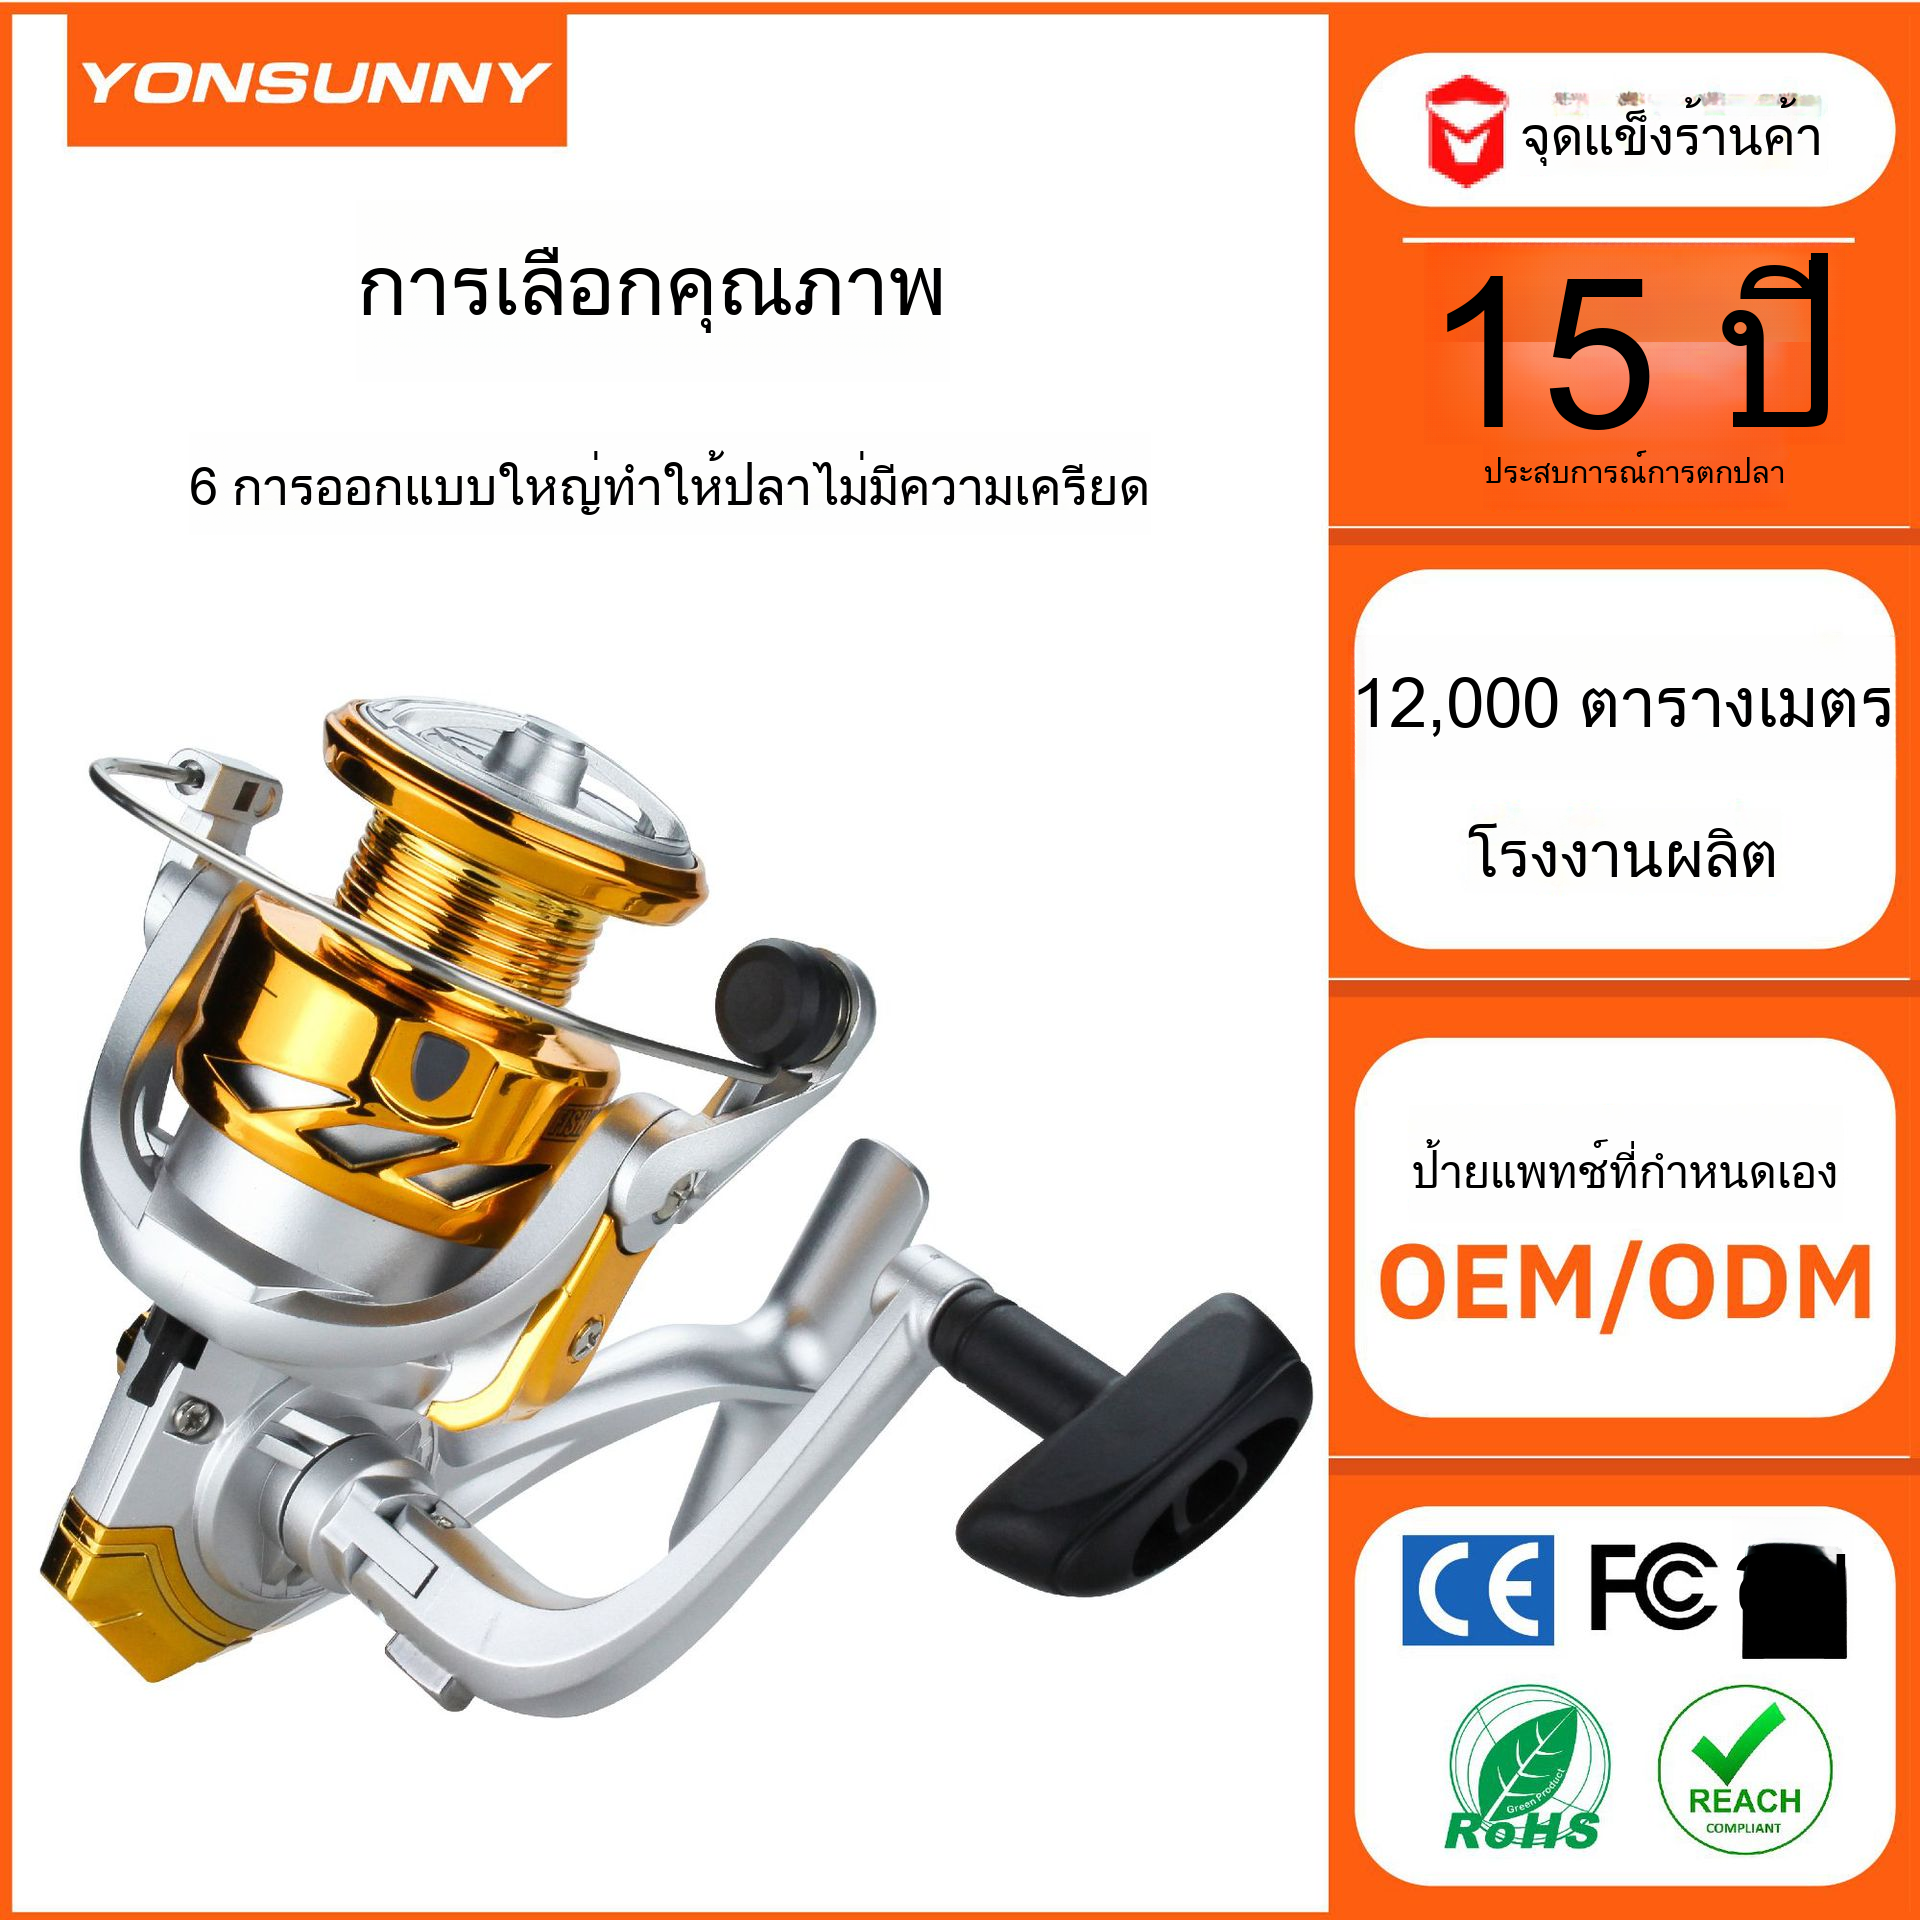 YONSUNNY
การเลือกคุณภาพ
6 การออกแบบใหญ่ทำให้ปลาไม่มีความเครียด
จุดแข็งร้านค้า
15 ปี
ประสบการณ์การตกปลา
12,000 ตารางเมตร
โรงงานผลิต
ป้ายแพทช์ที่กำหนดเอง
OEM/ODM
CE FC
Green Product
RoHS
REACH
COMPLIANT